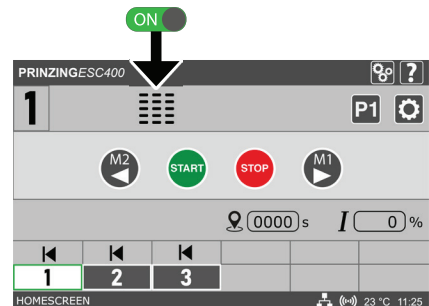 ON
PRINZINGESC400 ?
1 P1
M2 START STOP M1
0000 s I 0 %
1 2 3
HOMESCREEN 23 °C 11:25